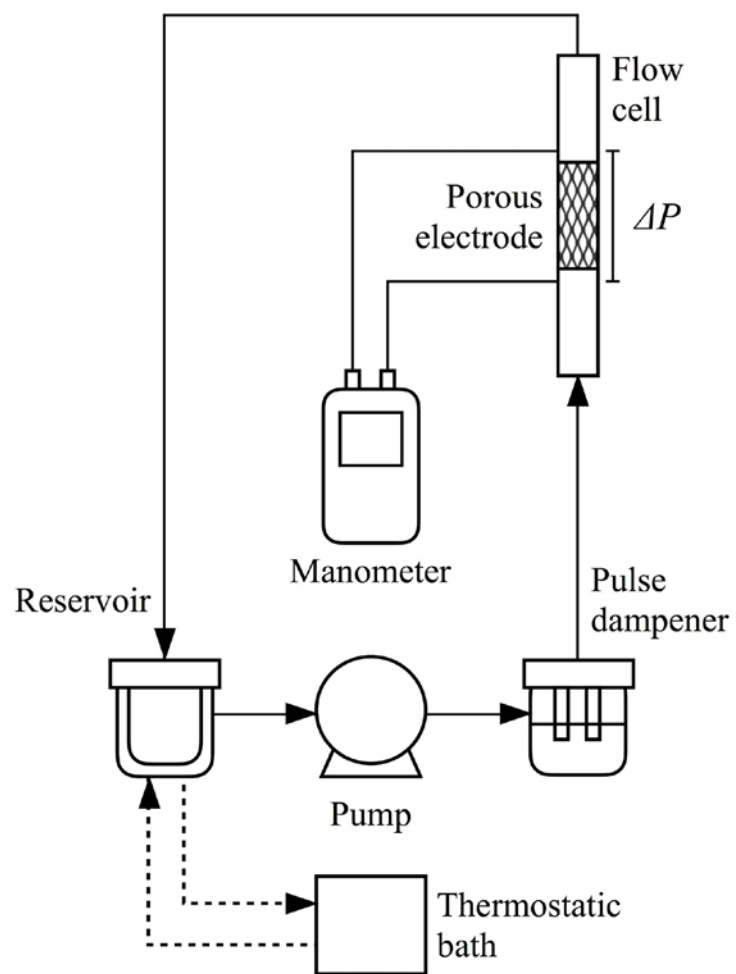 Flow
cell
Porous
electrode
ΔP
Manometer
Reservoir
Pulse
dampener
Pump
Thermostatic
bath